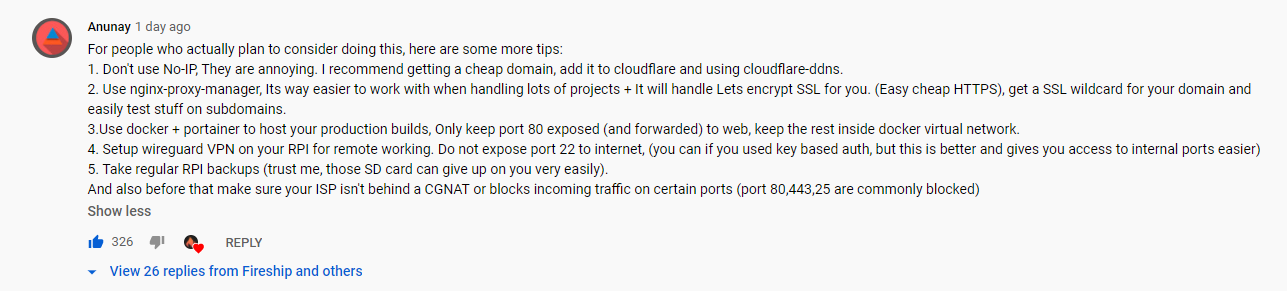 Anunay 1 day ago
For people who actually plan to consider doing this, here are some more tips:
1. Don't use No-IP, They are annoying. I recommend getting a cheap domain, add it to cloudflare and using cloudflare-ddns.
2. Use nginx-proxy-manager, Its way easier to work with when handling lots of projects + It will handle Lets encrypt SSL for you. (Easy cheap HTTPS), get a SSL wildcard for your domain and
easily test stuff on subdomains.
3.Use docker + portainer to host your production builds, Only keep port 80 exposed (and forwarded) to web, keep the rest inside docker virtual network.
4. Setup wireguard VPN on your RPI for remote working. Do not expose port 22 to internet, (you can if you used key based auth, but this is better and gives you access to internal ports easier)
5. Take regular RPI backups (trust me, those SD card can give up on you very easily).
And also before that make sure your ISP isn't behind a CGNAT or blocks incoming traffic on certain ports (port 80,443,25 are commonly blocked)
Show less
326 REPLY
View 26 replies from Fireship and others